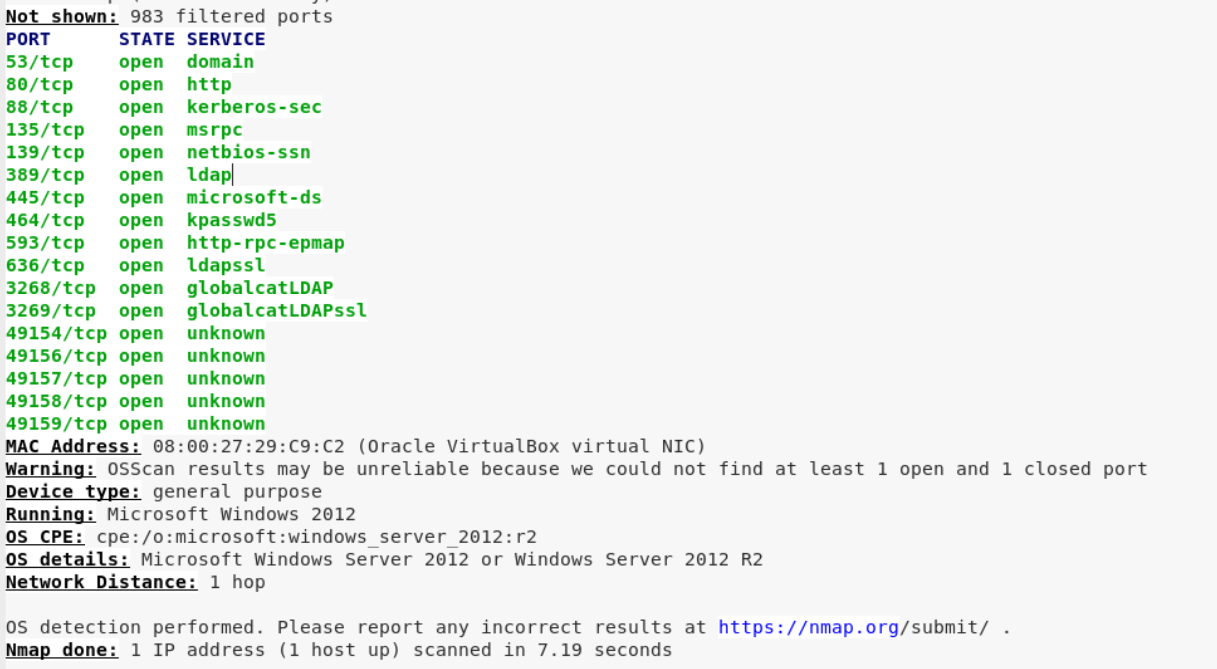 Not shown: 983 filtered ports
PORT STATE SERVICE
53/tcp open domain
80/tcp open http
88/tcp open kerberos-sec
135/tcp open msrpc
139/tcp open netbios-ssn
389/tcp open ldap
445/tcp open microsoft-ds
464/tcp open kpasswd5
593/tcp open http-rpc-epmap
636/tcp open ldapssl
3268/tcp open globalcatLDAP
3269/tcp open globalcatLDAPssl
49154/tcp open unknown
49156/tcp open unknown
49157/tcp open unknown
49158/tcp open unknown
49159/tcp open unknown
MAC Address: 08:00:27:29:C9:C2 (Oracle VirtualBox virtual NIC)
Warning: OSScan results may be unreliable because we could not find at least 1 open and 1 closed port
Device type: general purpose
Running: Microsoft Windows 2012
OS CPE: cpe:/o:microsoft:windows_server_2012:r2
OS details: Microsoft Windows Server 2012 or Windows Server 2012 R2
Network Distance: 1 hop
OS detection performed. Please report any incorrect results at https://nmap.org/submit/ .
Nmap done: 1 IP address (1 host up) scanned in 7.19 seconds